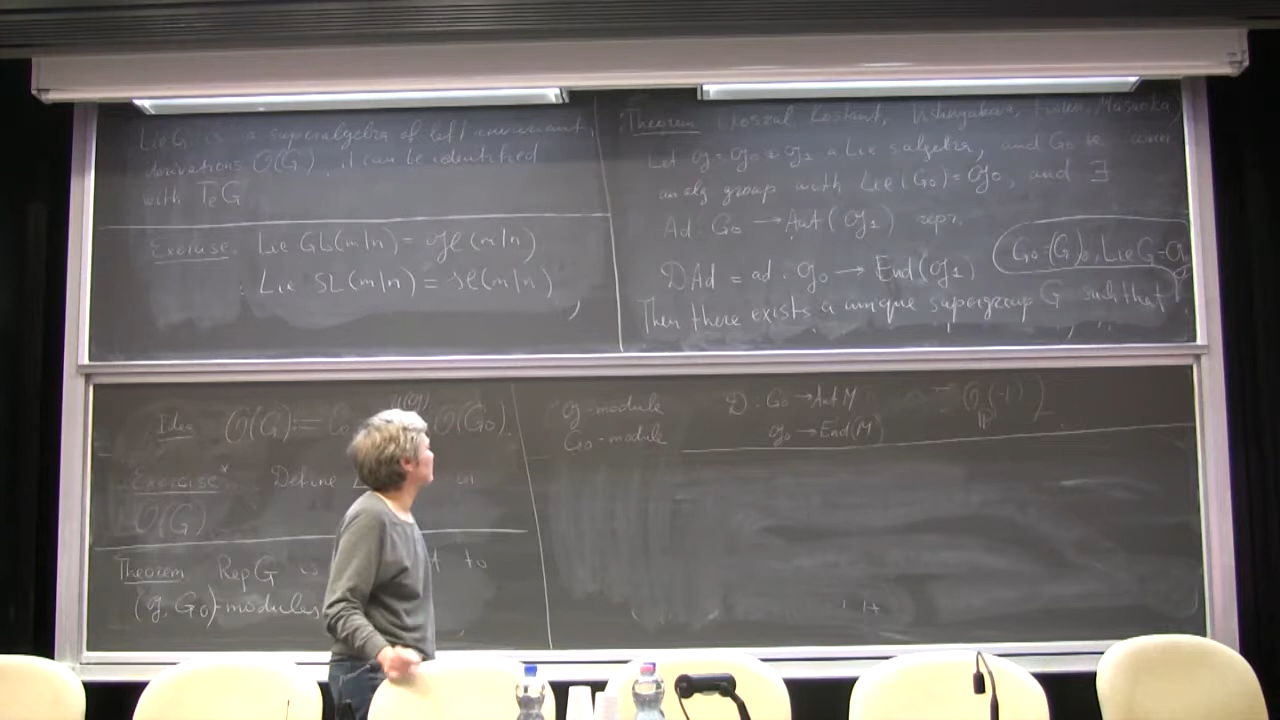 Lie G is a superalgebra of left invariant
derivations O(G), it can be identified
with TₑG
Exercise. Lie GL(m|n) = gl(m|n)
Lie SL(m|n) = sl(m|n)
Theorem (Koszul, Kostant, Vishnyakova, Masuoka)
Let g = g₀ ⊕ g₁ a Lie salgebra, and G₀ be
an alg group with Lie(G₀) = g₀, and ∃
Ad: G₀ → Aut(g₁) repr.
DAd = ad: g₀ → End(g₁)
G₀ = (G)₀, Lie G = g
Then there exists a unique supergroup G such that
Idea O(G) := O(G₀).
Exercise* Define on
O(G)
Theorem Rep G is to
(g, G₀)-modules
g-module
G₀-module
D: G₀ → Aut M
g₀ → End(M)